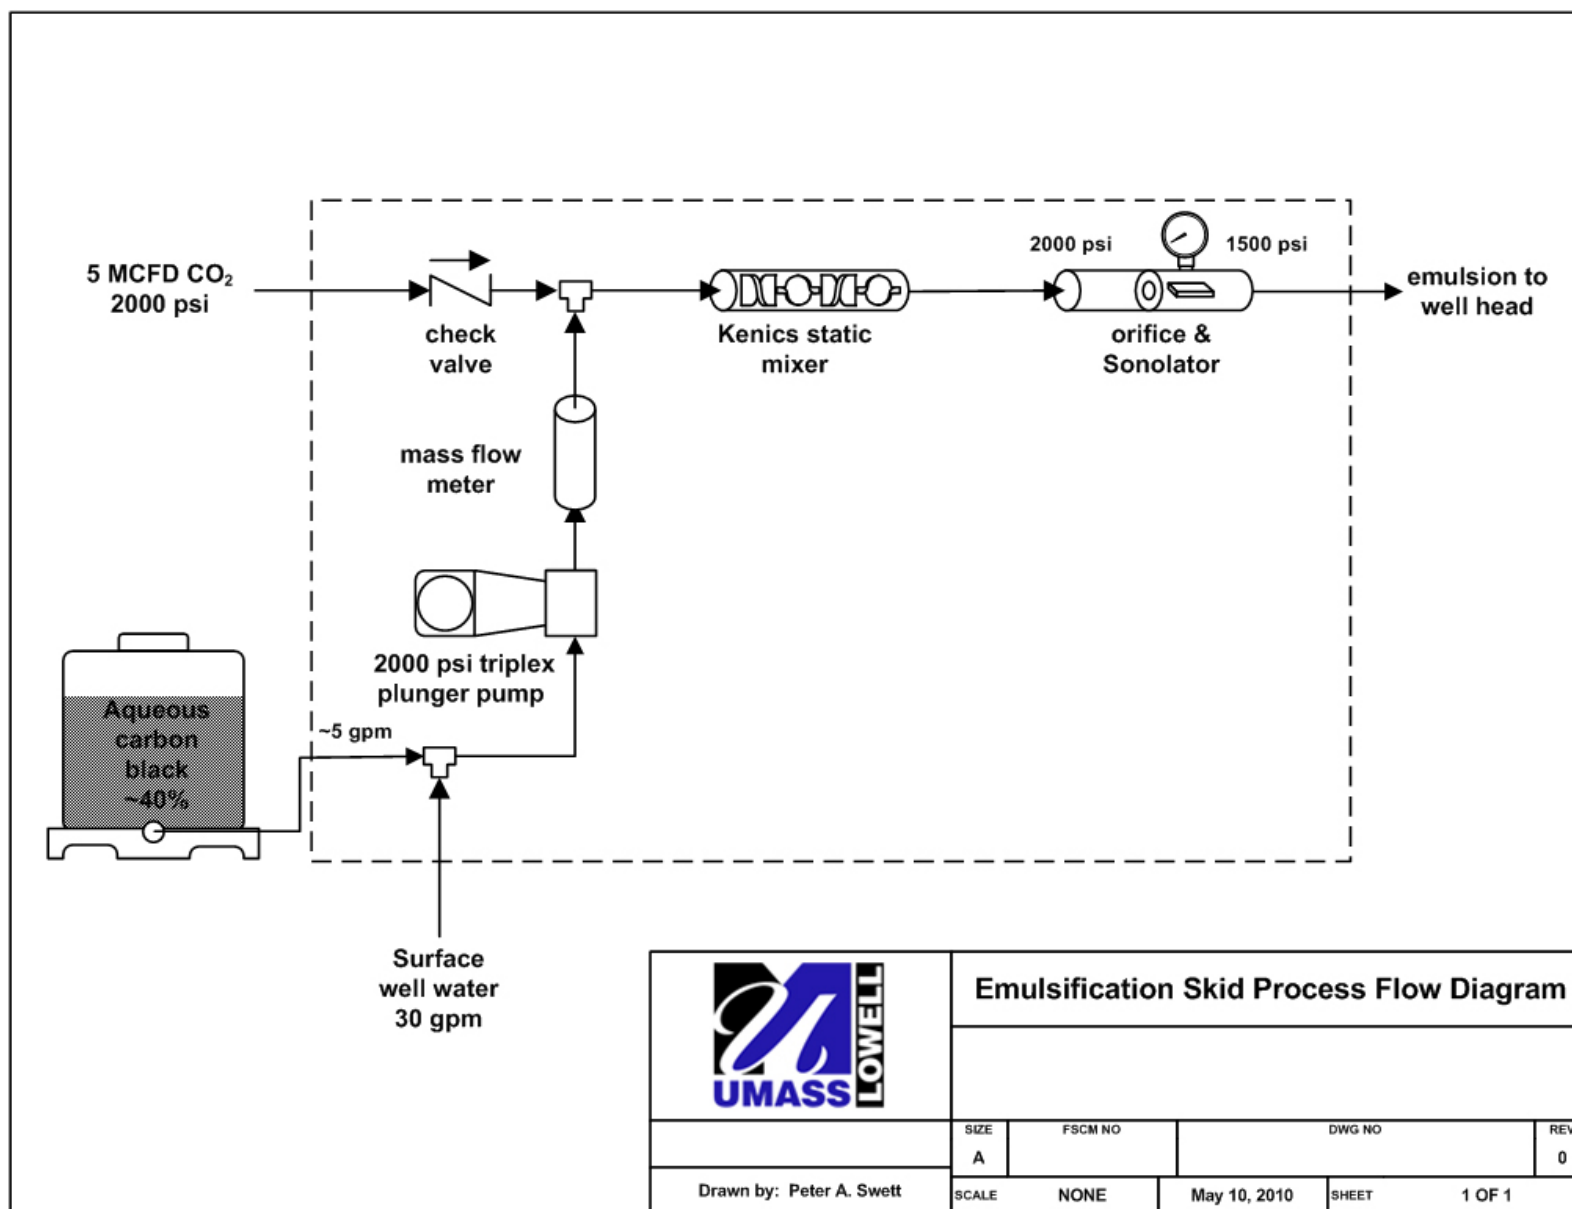 5 MCFD CO₂
2000 psi
check
valve
Kenics static
mixer
2000 psi
1500 psi
orifice &
Sonolator
emulsion to
well head
mass flow
meter
2000 psi triplex
plunger pump
Aqueous
carbon
black
~40%
~5 gpm
Surface
well water
30 gpm
UMASS
LOWELL
Emulsification Skid Process Flow Diagram
SIZE
A
FSCM NO
DWG NO
REV
0
Drawn by: Peter A. Swett
SCALE
NONE
May 10, 2010
SHEET
1 OF 1